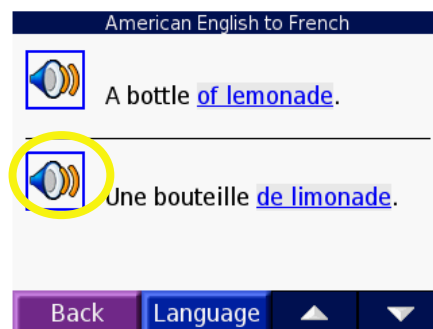 American English to French
A bottle of lemonade.
Une bouteille de limonade.
Back Language